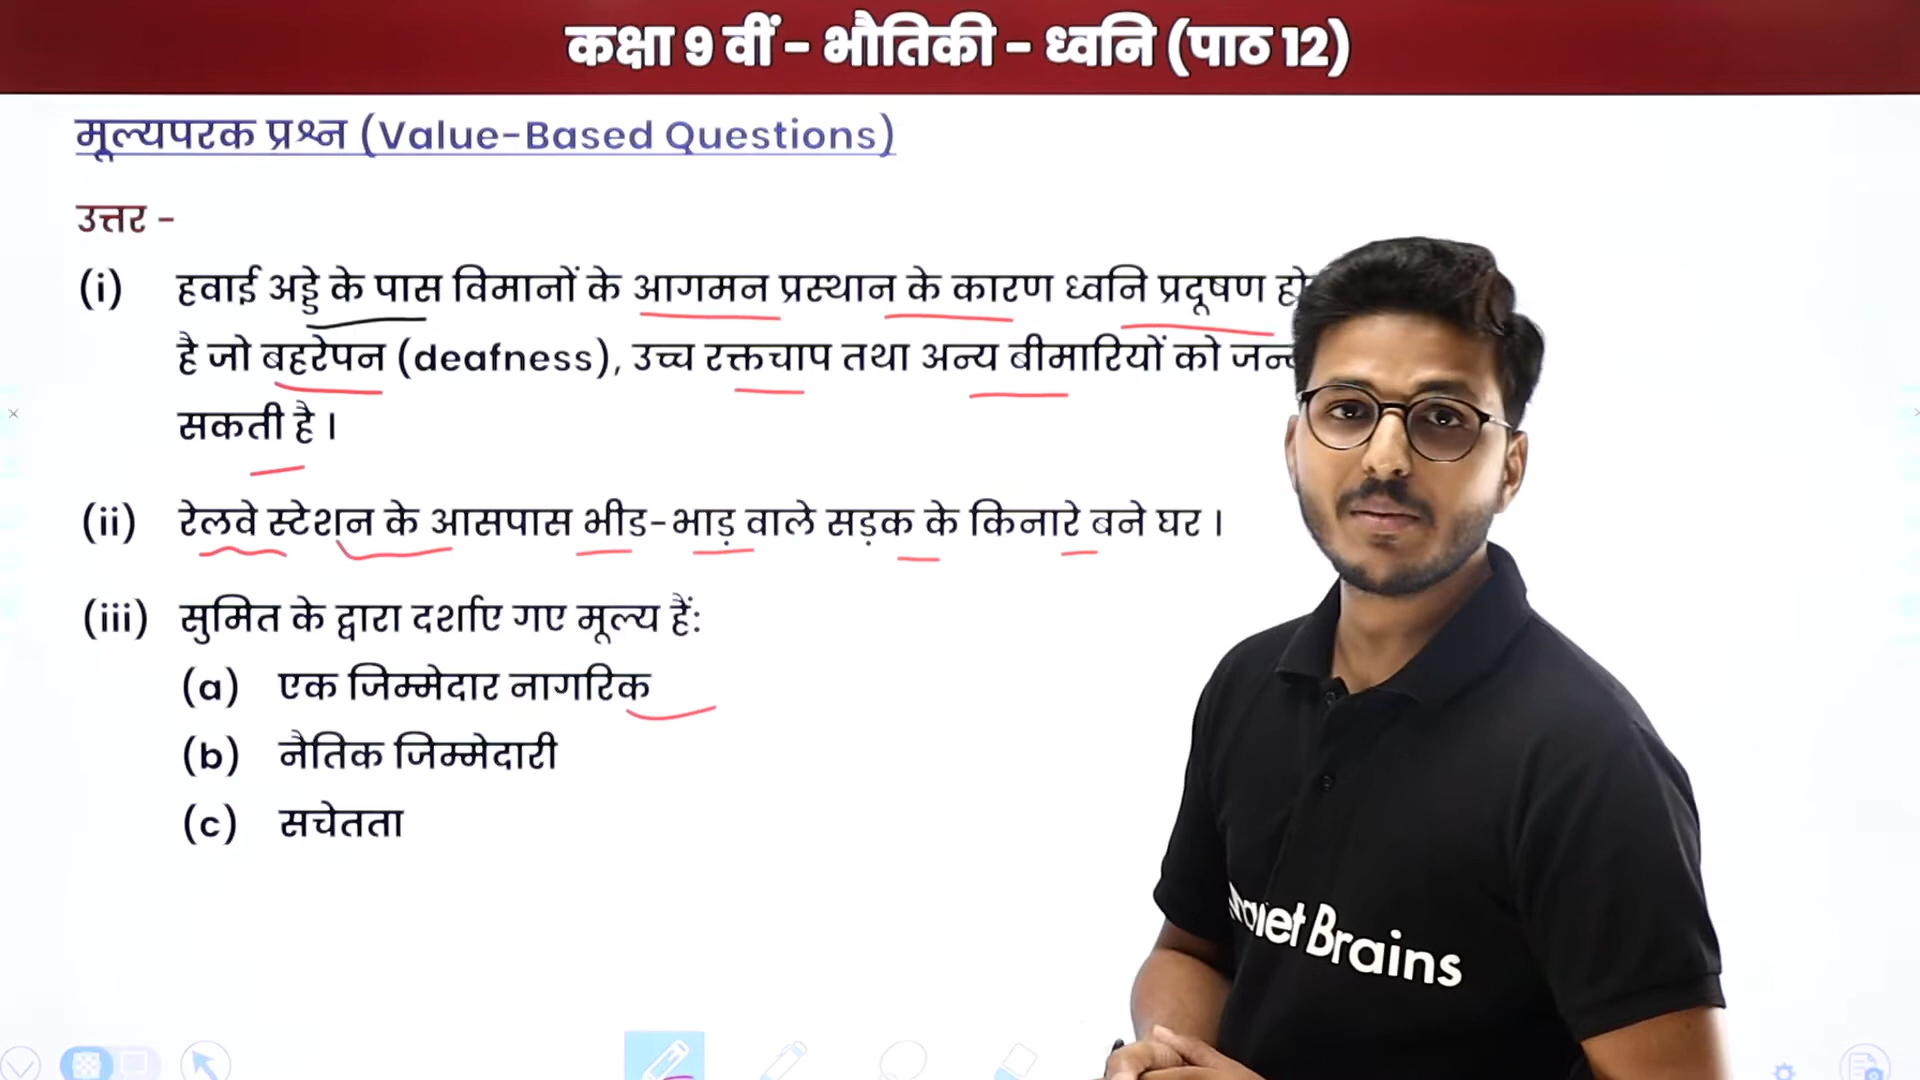 कक्षा 9 वीं - भौतिकी - ध्वनि (पाठ 12)
मूल्यपरक प्रश्न (Value-Based Questions)
उत्तर -
(i) हवाई अड्डे के पास विमानों के आगमन प्रस्थान के कारण ध्वनि प्रदूषण
है जो बहरेपन (deafness), उच्च रक्तचाप तथा अन्य बीमारियों को
सकती है ।
(ii) रेलवे स्टेशन के आसपास भीड-भाड़ वाले सड़क के किनारे बने घर ।
(iii) सुमित के द्वारा दर्शाए गए मूल्य हैं:
(a) एक जिम्मेदार नागरिक
(b) नैतिक जिम्मेदारी
(c) सचेतता
Brains